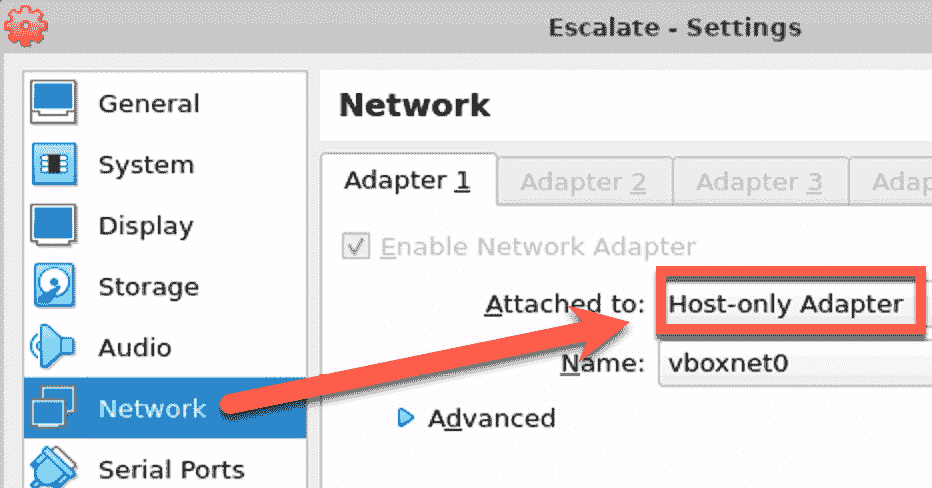 Escalate - Settings
General
System
Display
Storage
Audio
Network
Serial Ports
Network
Adapter 1
Adapter 2
Adapter 3
Adap
Enable Network Adapter
Attached to: Host-only Adapter
Name: vboxnet0
Advanced